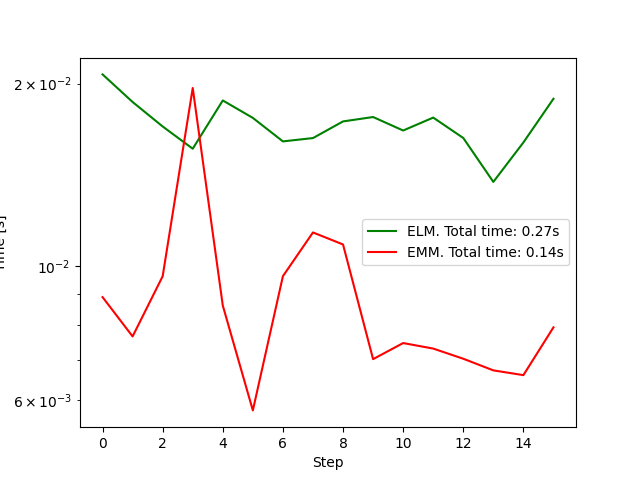 2 × 10⁻²
10⁻²
6 × 10⁻³
Time [s]
ELM. Total time: 0.27s
EMM. Total time: 0.14s
0 2 4 6 8 10 12 14
Step